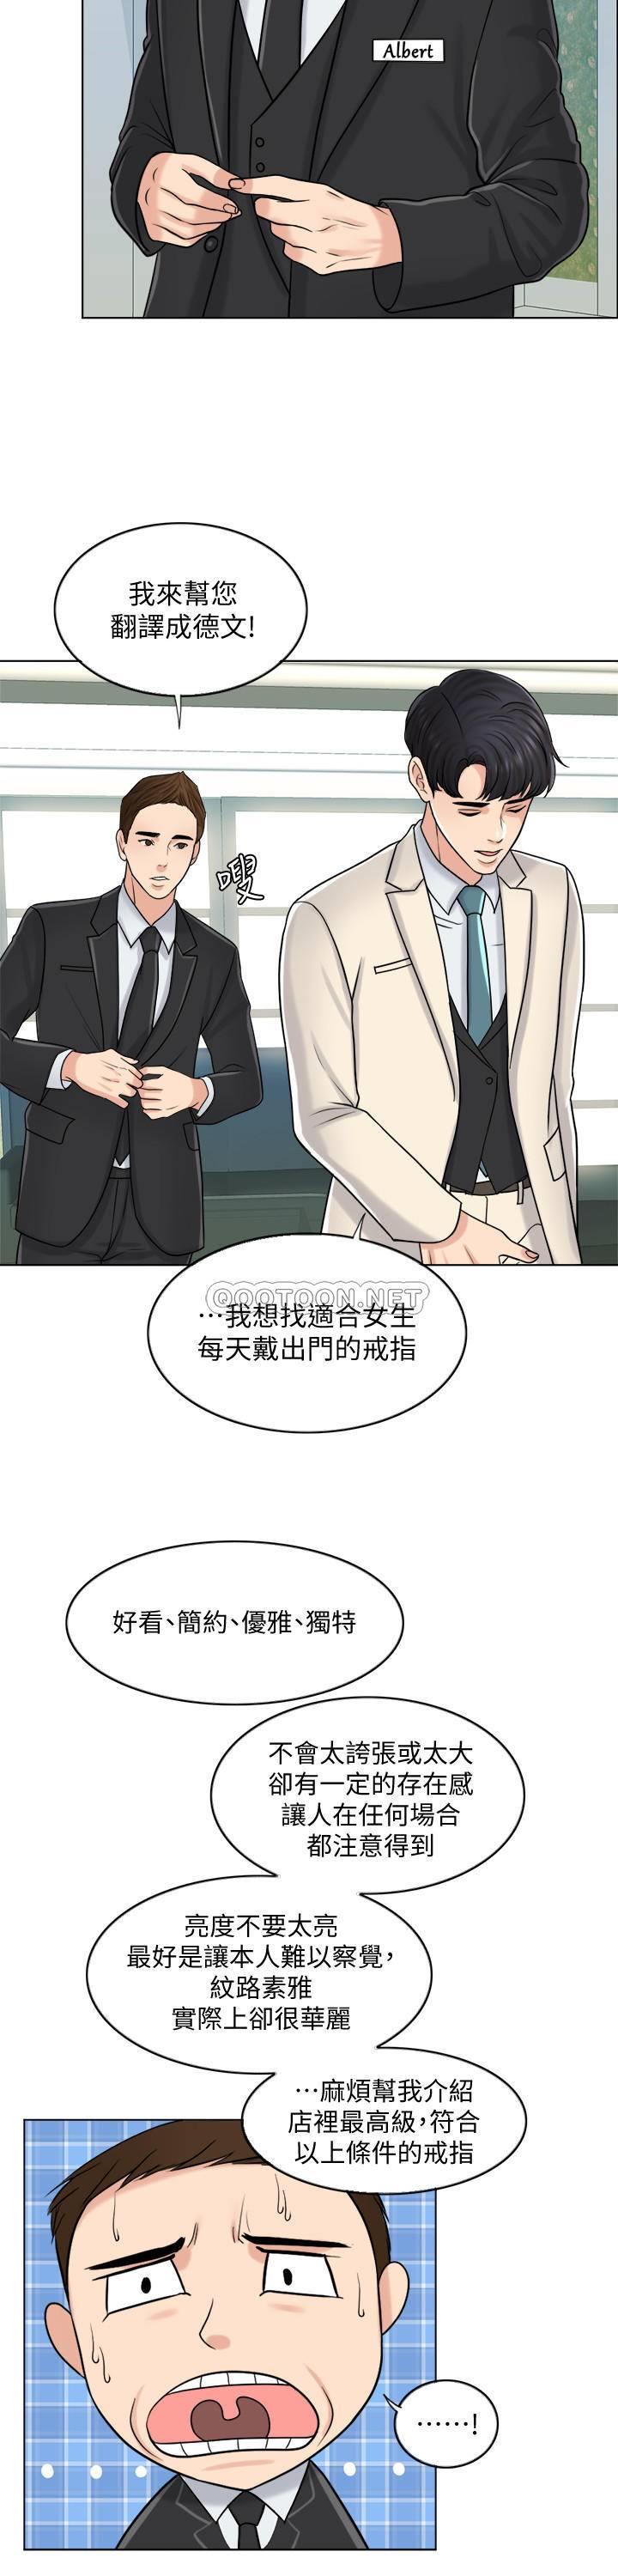 Albert
我來幫您
翻譯成德文!
嗖
QOOTOON.NET
⋯我想找適合女生
每天戴出門的戒指
好看、簡約、優雅、獨特
不會太誇張或太大
卻有一定的存在感
讓人在任何場合
都注意得到
亮度不要太亮
最好是讓本人難以察覺，
紋路素雅
實際上卻很華麗
⋯麻煩幫我介紹
店裡最高級，符合
以上條件的戒指
⋯⋯!